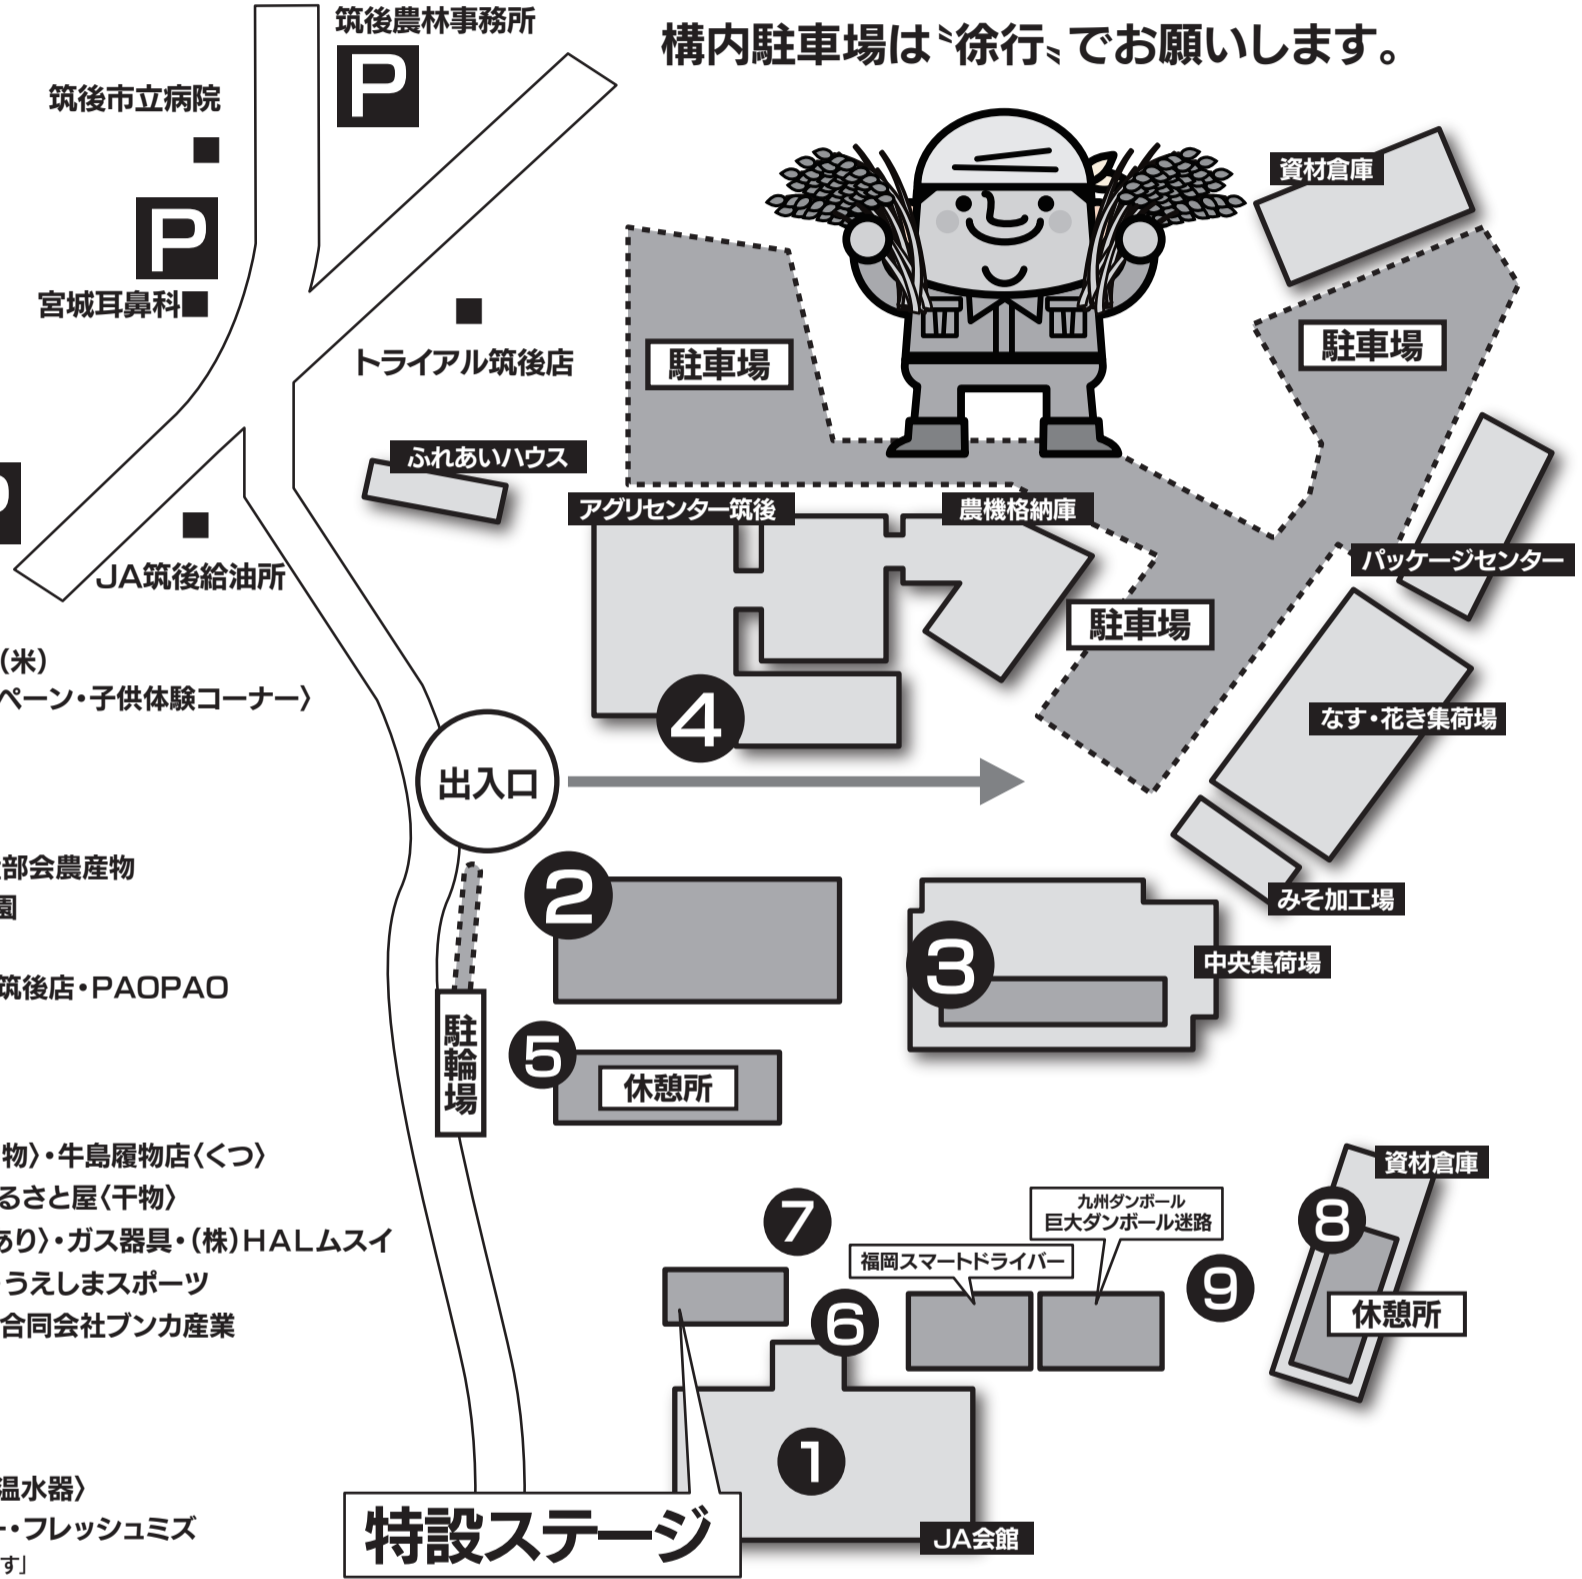 構内駐車場は〝徐行〟でお願いします。
筑後農林事務所
P
筑後市立病院
P
宮城耳鼻科
トライアル筑後店
JA筑後給油所
ふれあいハウス
アグリセンター筑後
農機格納庫
駐車場
資材倉庫
駐車場
駐車場
パッケージセンター
なす・花き集荷場
みそ加工場
4
出入口
2
3
中央集荷場
駐輪場
5
休憩所
7
九州ダンボール
巨大ダンボール迷路
福岡スマートドライバー
6
9
資材倉庫
8
休憩所
1
特設ステージ
JA会館
(米)
ペーン・子供体験コーナー〉
部会農産物
園
筑後店・PAOPAO
物〉・牛島履物店〈くつ〉
るさと屋〈干物〉
あり〉・ガス器具・(株)HALムスイ
うえしまスポーツ
合同会社ブンカ産業
温水器〉
・フレッシュミズ
す」